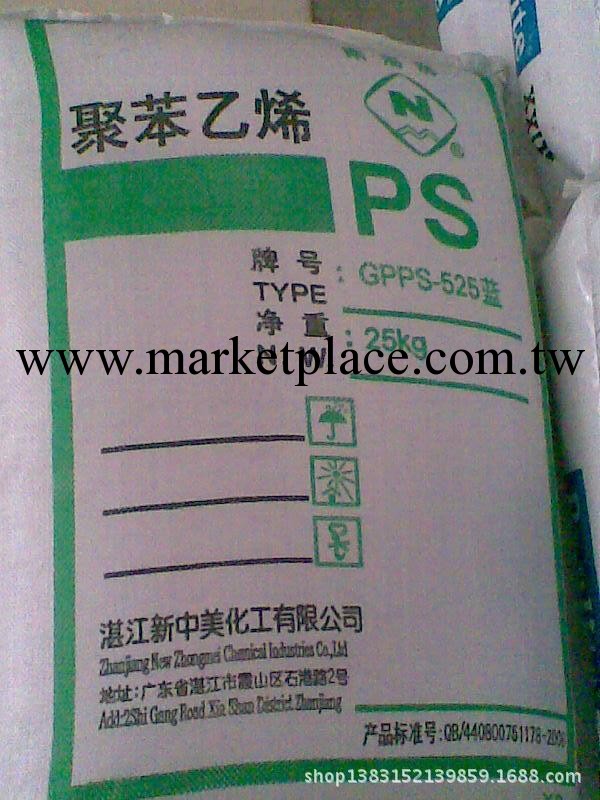 聚苯乙烯
N
®
PS
牌号：GPPS-525蓝
TYPE
净重：25kg
N.W
www.marketplace.com.tw
湛江新中美化工有限公司
Zhanjiang New Zhongmei Chemical Industries Co.,Ltd
地址：广东省湛江市霞山区石港路2号
Add:2Shi Gang Road Xia Shan District Zhanjiang
产品标准号：QB/440800761178-200
shop1383152139859.1688.com